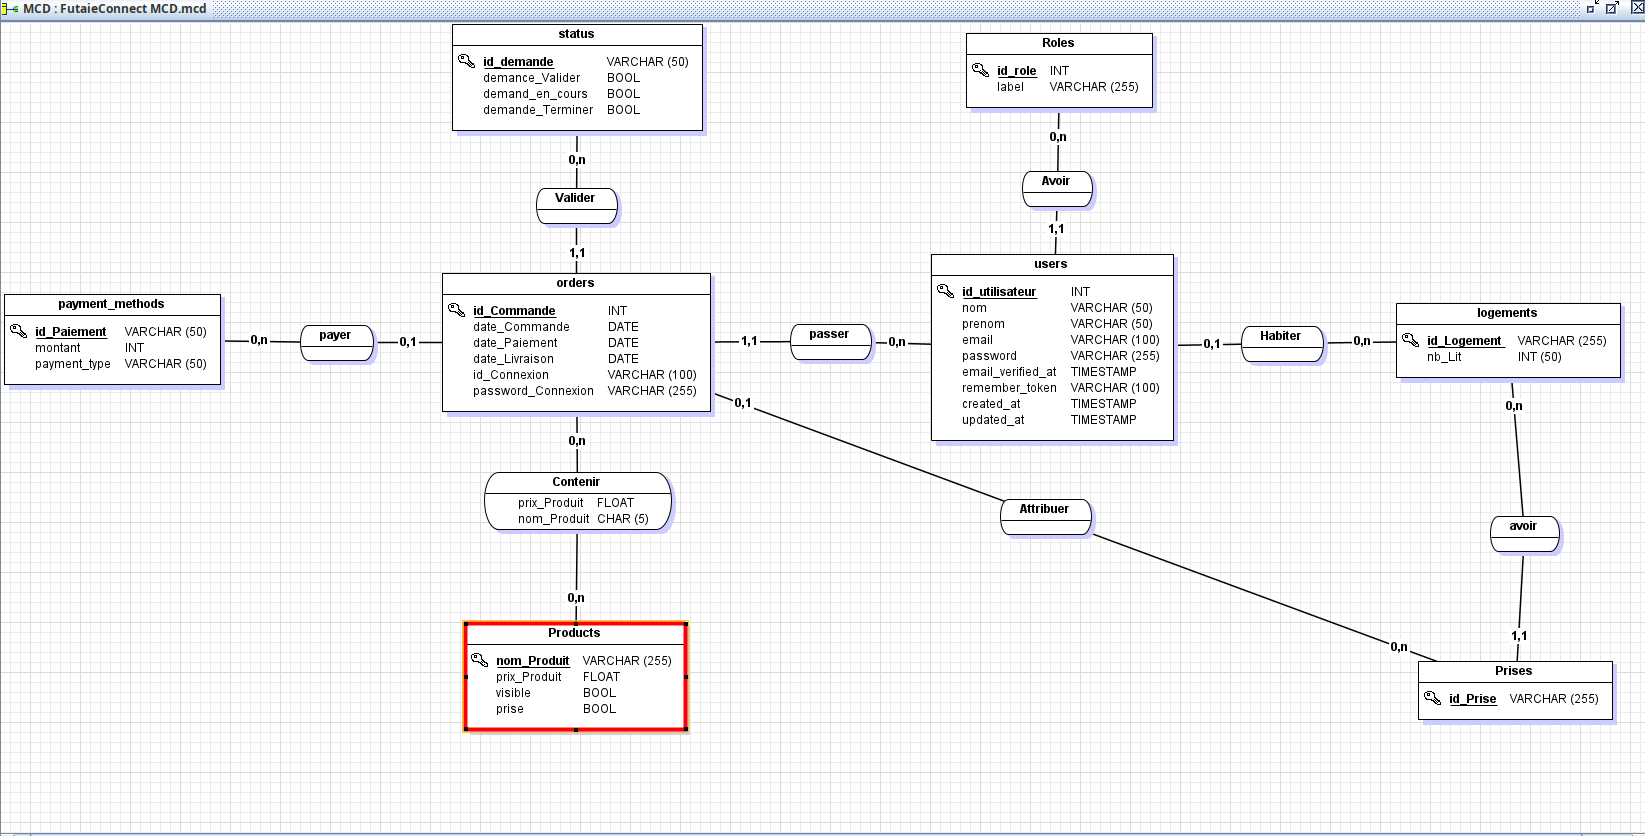 MCD : FutaieConnect MCD.mcd
status
id_demande VARCHAR (50)
demance_Valider BOOL
demand_en_cours BOOL
demande_Terminer BOOL
0,n
Valider
1,1
Roles
id_role INT
label VARCHAR (255)
0,n
Avoir
1,1
payment_methods
id_Paiement VARCHAR (50)
montant INT
payment_type VARCHAR (50)
0,n
payer
0,1
orders
id_Commande INT
date_Commande DATE
date_Paiement DATE
date_Livraison DATE
id_Connexion VARCHAR (100)
password_Connexion VARCHAR (255)
1,1
passer
0,n
users
id_utilisateur INT
nom VARCHAR (50)
prenom VARCHAR (50)
email VARCHAR (100)
password VARCHAR (255)
email_verified_at TIMESTAMP
remember_token VARCHAR (100)
created_at TIMESTAMP
updated_at TIMESTAMP
0,1
Habiter
0,n
logements
id_Logement VARCHAR (255)
nb_Lit INT (50)
0,n
avoir
1,1
0,1
Attribuer
0,n
0,n
Contenir
prix_Produit FLOAT
nom_Produit CHAR (5)
0,n
Products
nom_Produit VARCHAR (255)
prix_Produit FLOAT
visible BOOL
prise BOOL
Prises
id_Prise VARCHAR (255)